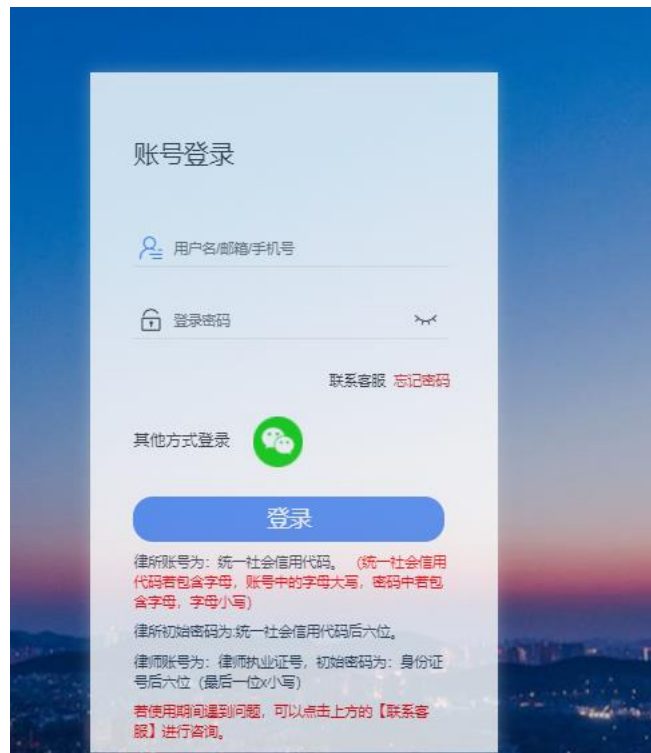 账号登录
用户名/邮箱/手机号
登录密码
联系客服 忘记密码
其他方式登录
登录
律所账号为：统一社会信用代码。（统一社会信用
代码若包含字母，账号中的字母大写，密码中若包
含字母，字母小写）
律所初始密码为:统一社会信用代码后六位。
律师账号为：律师执业证号，初始密码为：身份证
号后六位（最后一位x小写）
若使用期间遇到问题，可以点击上方的【联系客
服】进行咨询。